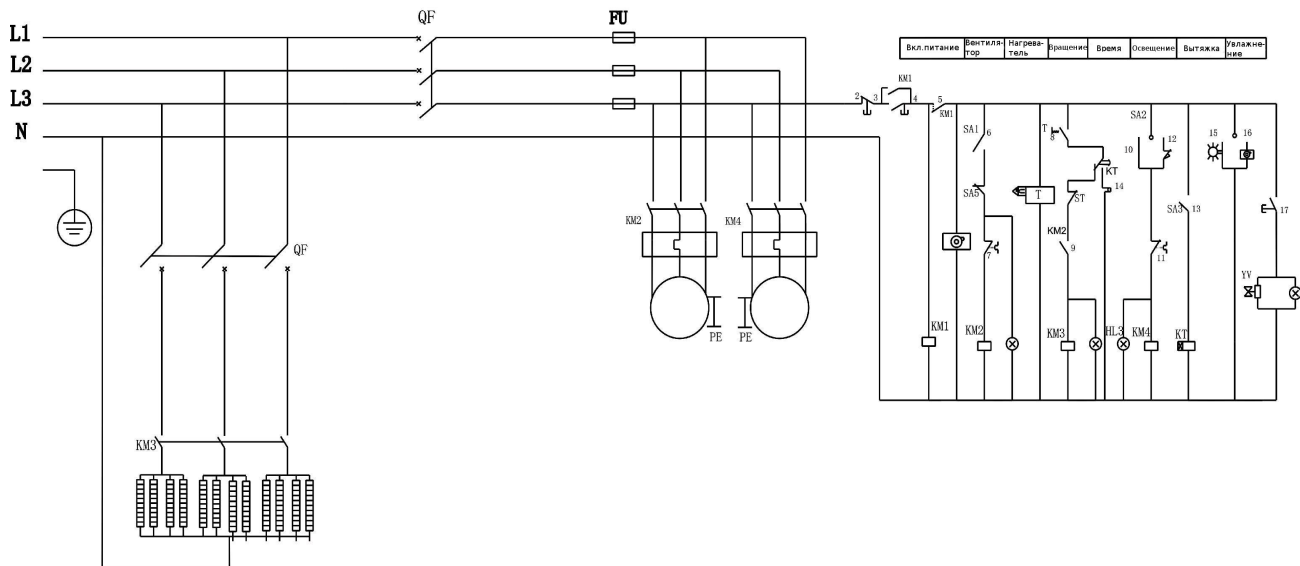 L1
L2
L3
N
QF
FU
QF
KM3
KM2
KM4
PE
PE
Вкл.питание
Вентиля-
тор
Нагрева-
тель
Вращение
Время
Освещение
Вытяжка
Увлажне-
ние
KM1
2
3
4
5
KM1
SA1
6
T
8
SA2
10
12
15
16
KT
14
SA5
T
ST
SA3
13
17
KM2
9
7
11
YV
KM1
KM2
KM3
HL3
KM4
KT